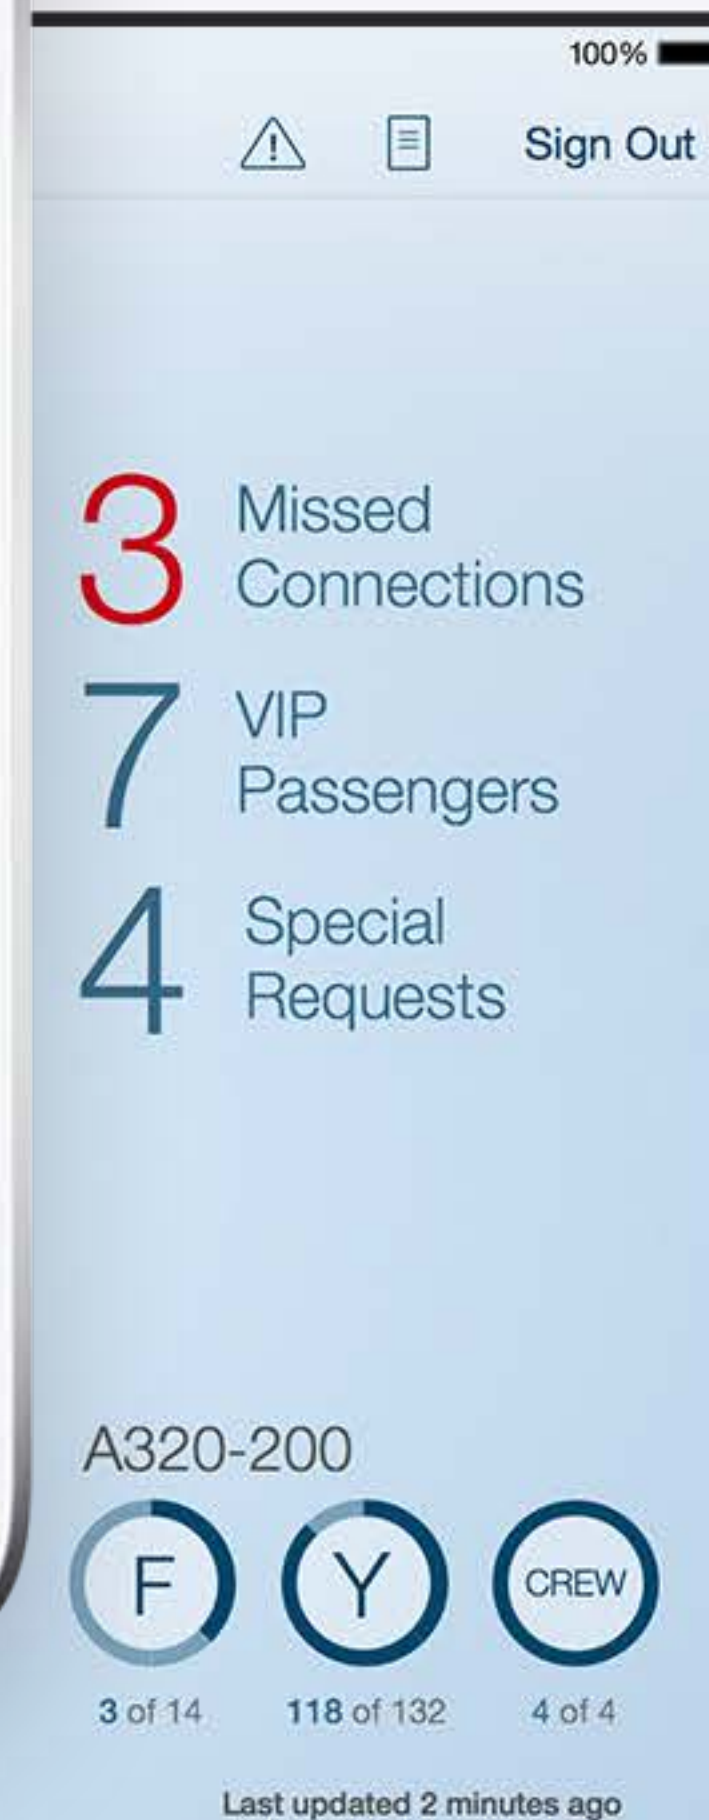 100%
Sign Out
3 Missed
Connections
7 VIP
Passengers
4 Special
Requests
A320-200
F Y CREW
3 of 14 118 of 132 4 of 4
Last updated 2 minutes ago